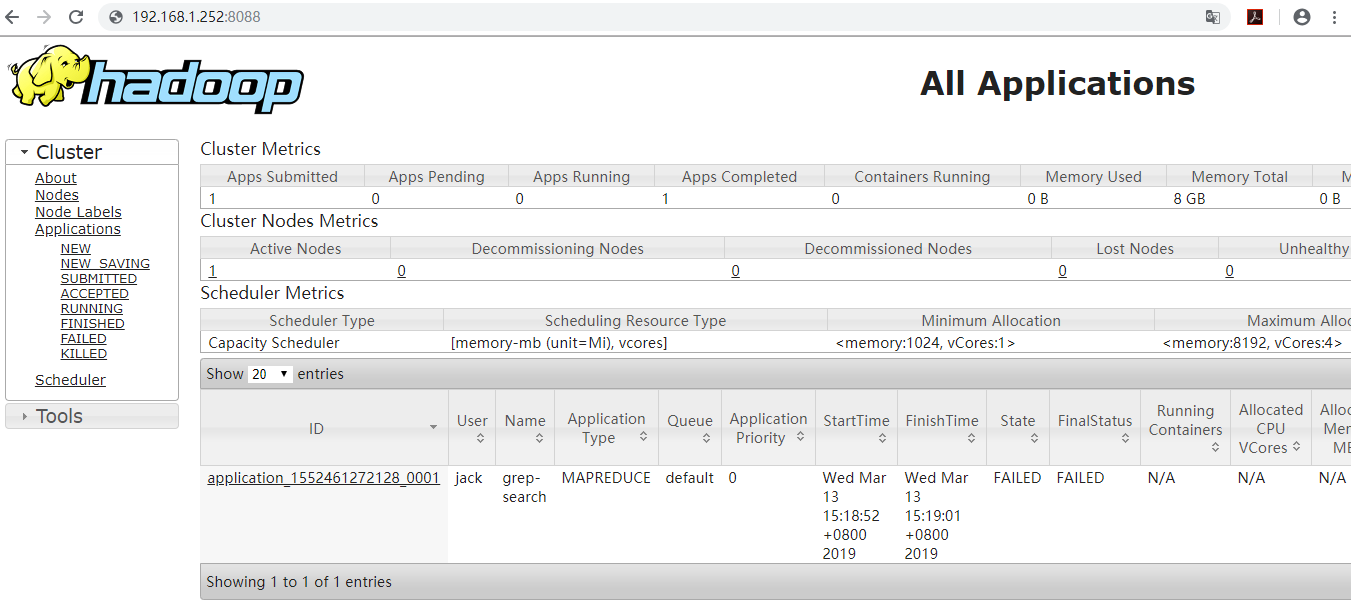 192.168.1.252:8088
hadoop
All Applications
Cluster
About
Nodes
Node Labels
Applications
NEW
NEW_SAVING
SUBMITTED
ACCEPTED
RUNNING
FINISHED
FAILED
KILLED
Scheduler
Tools
Cluster Metrics
Apps Submitted Apps Pending Apps Running Apps Completed Containers Running Memory Used Memory Total M
1 0 0 1 0 0 B 8 GB 0 B
Cluster Nodes Metrics
Active Nodes Decommissioning Nodes Decommissioned Nodes Lost Nodes Unhealthy
1 0 0 0 0
Scheduler Metrics
Scheduler Type Scheduling Resource Type Minimum Allocation Maximum Alloc
Capacity Scheduler [memory-mb (unit=Mi), vcores] <memory:1024, vCores:1> <memory:8192, vCores:4>
Show 20 entries
ID User Name Application Type Queue Application Priority StartTime FinishTime State FinalStatus Running Containers Allocated CPU VCores Alloc Mem ME
application_1552461272128_0001 jack grep-search MAPREDUCE default 0 Wed Mar 13 15:18:52 +0800 2019 Wed Mar 13 15:19:01 +0800 2019 FAILED FAILED N/A N/A N/A
Showing 1 to 1 of 1 entries